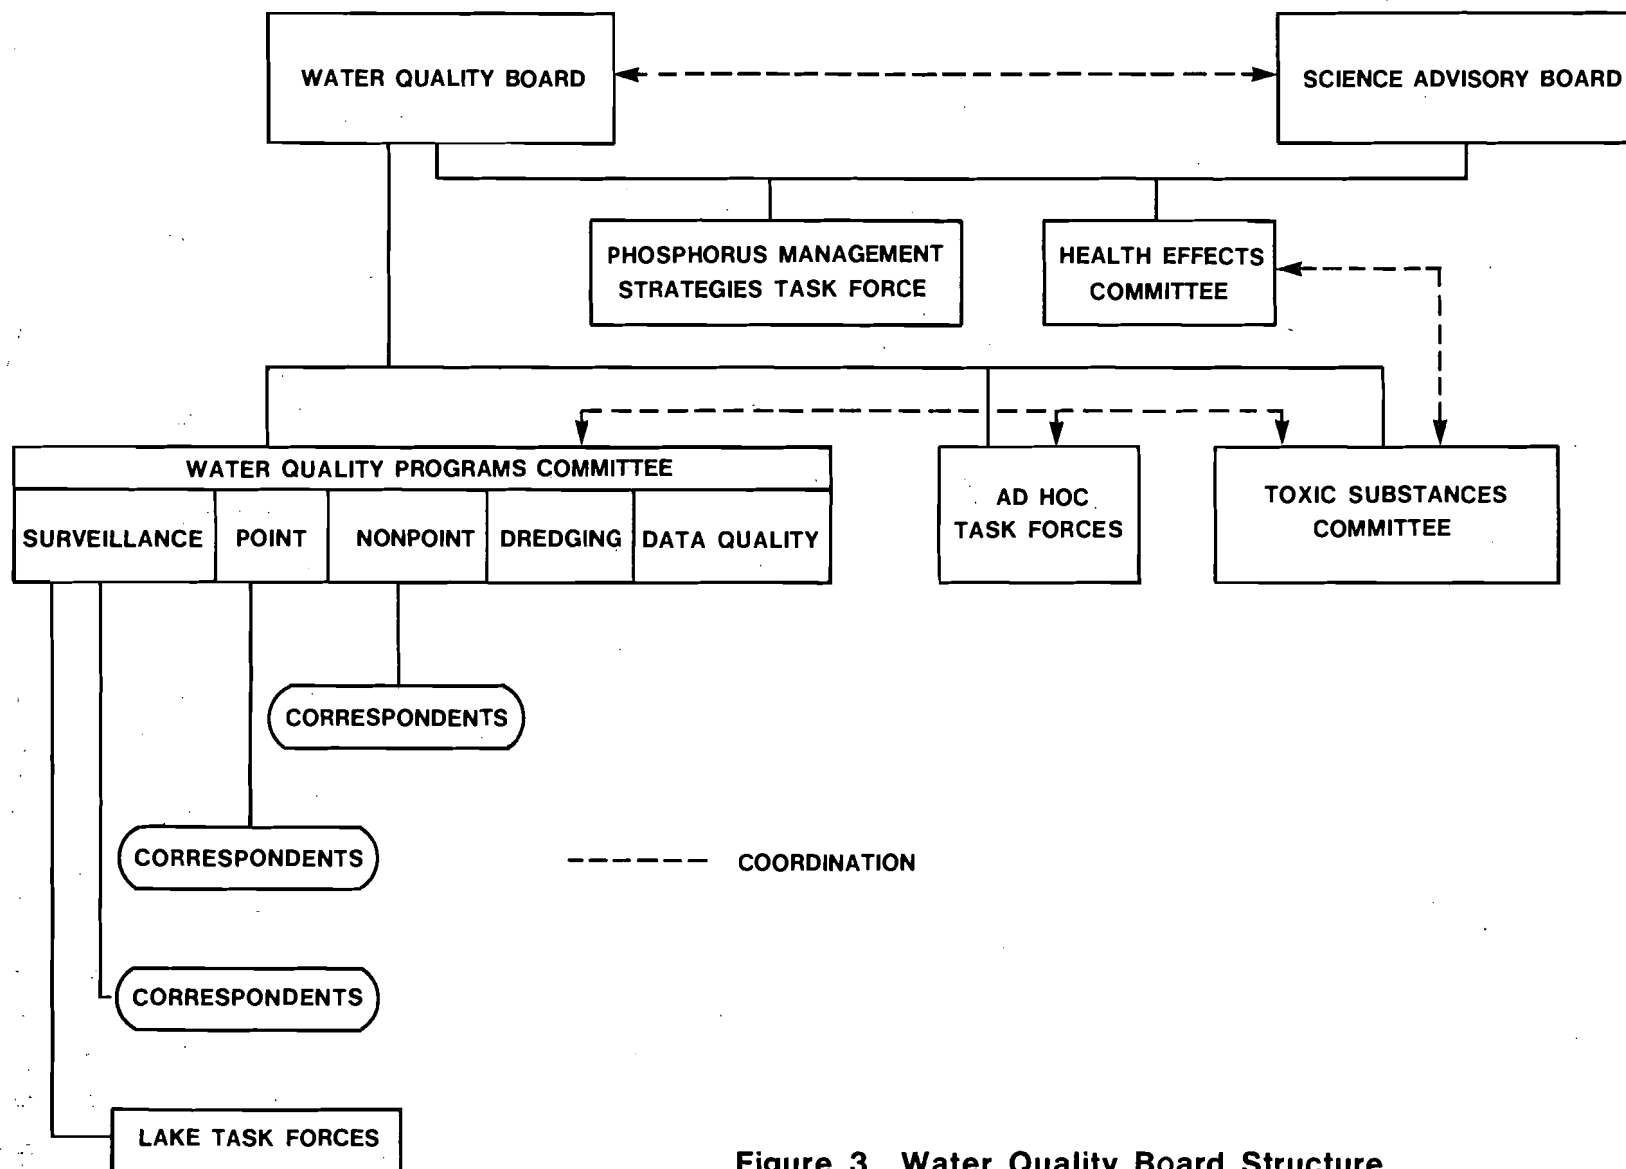 WATER QUALITY BOARD
SCIENCE ADVISORY BOARD
PHOSPHORUS MANAGEMENT
STRATEGIES TASK FORCE
HEALTH EFFECTS
COMMITTEE
WATER QUALITY PROGRAMS COMMITTEE
SURVEILLANCE
POINT
NONPOINT
DREDGING
DATA QUALITY
AD HOC
TASK FORCES
TOXIC SUBSTANCES
COMMITTEE
CORRESPONDENTS
CORRESPONDENTS
COORDINATION
CORRESPONDENTS
LAKE TASK FORCES
Figure 3. Water Quality Board Structure